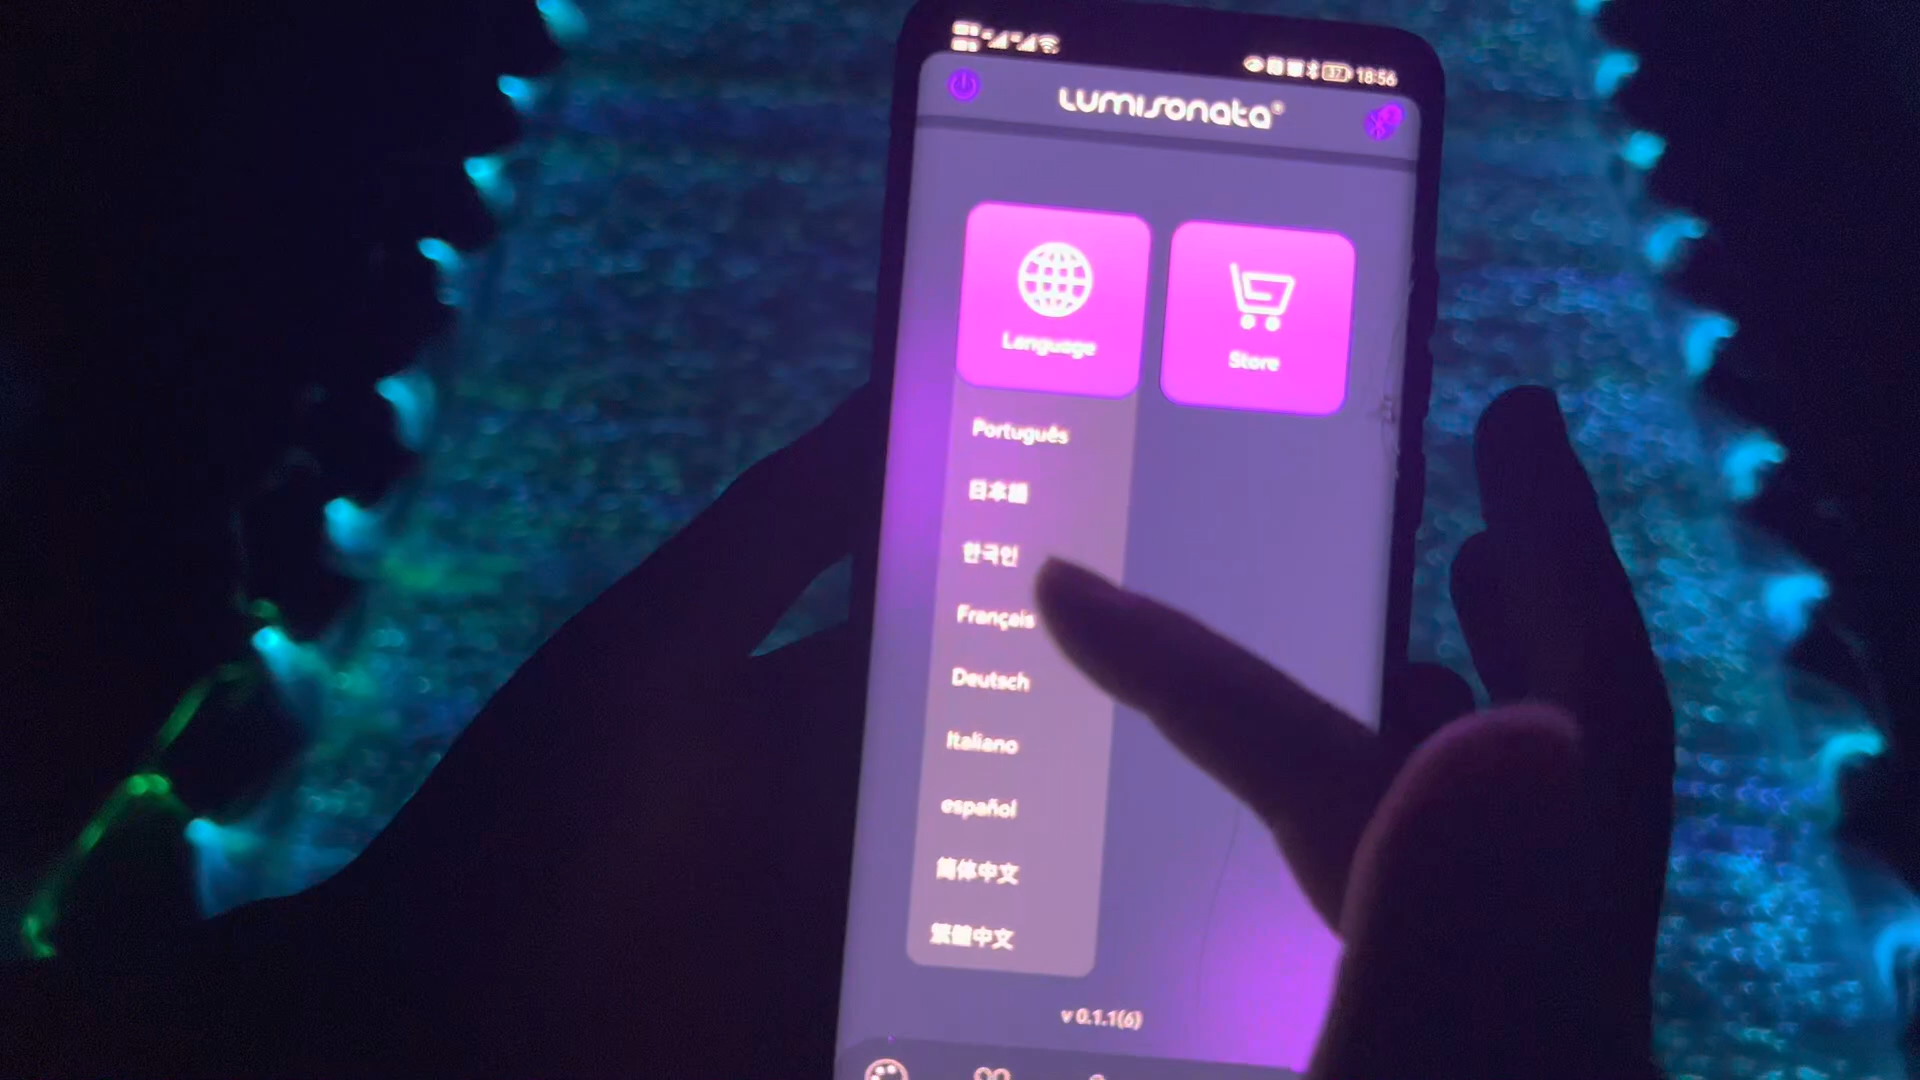 37 18:56
Lumisonata®
Language
Store
Português
日本語
한국인
Français
Deutsch
Italiano
español
简体中文
繁體中文
v 0.1.1(6)